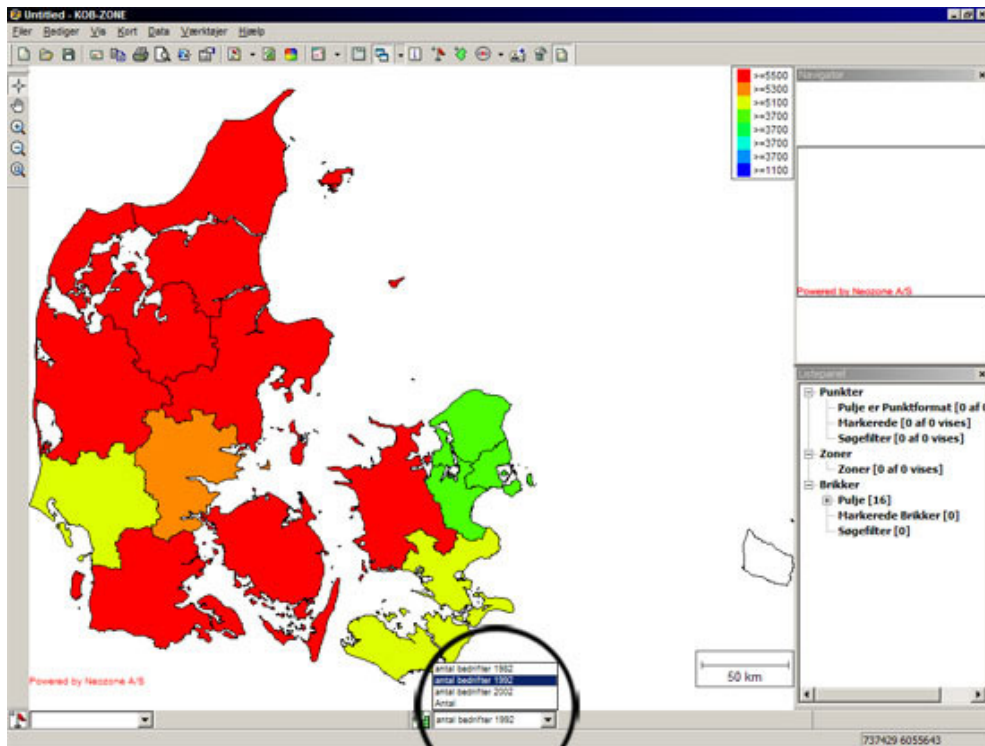 Untitled - KOB-ZONE
Filer Rediger Vis Kort Data Værktøjer Hjælp
>=5500
>=5300
>=5100
>=3700
>=3700
>=3700
>=3700
>=1100
Navigator
Powered by Neozone A/S
Listepanel
Punkter
Pulje er Punktformat [0 af 0
Markerede [0 af 0 vises]
Søgefilter [0 af 0 vises]
Zoner
Zoner [0 af 0 vises]
Brikker
Pulje [16]
Markerede Brikker [0]
Søgefilter [0]
50 km
Powered by Neozone A/S
antal bedrifter 1982
antal bedrifter 1992
antal bedrifter 2002
Antal
antal bedrifter 1992
737429 6055643